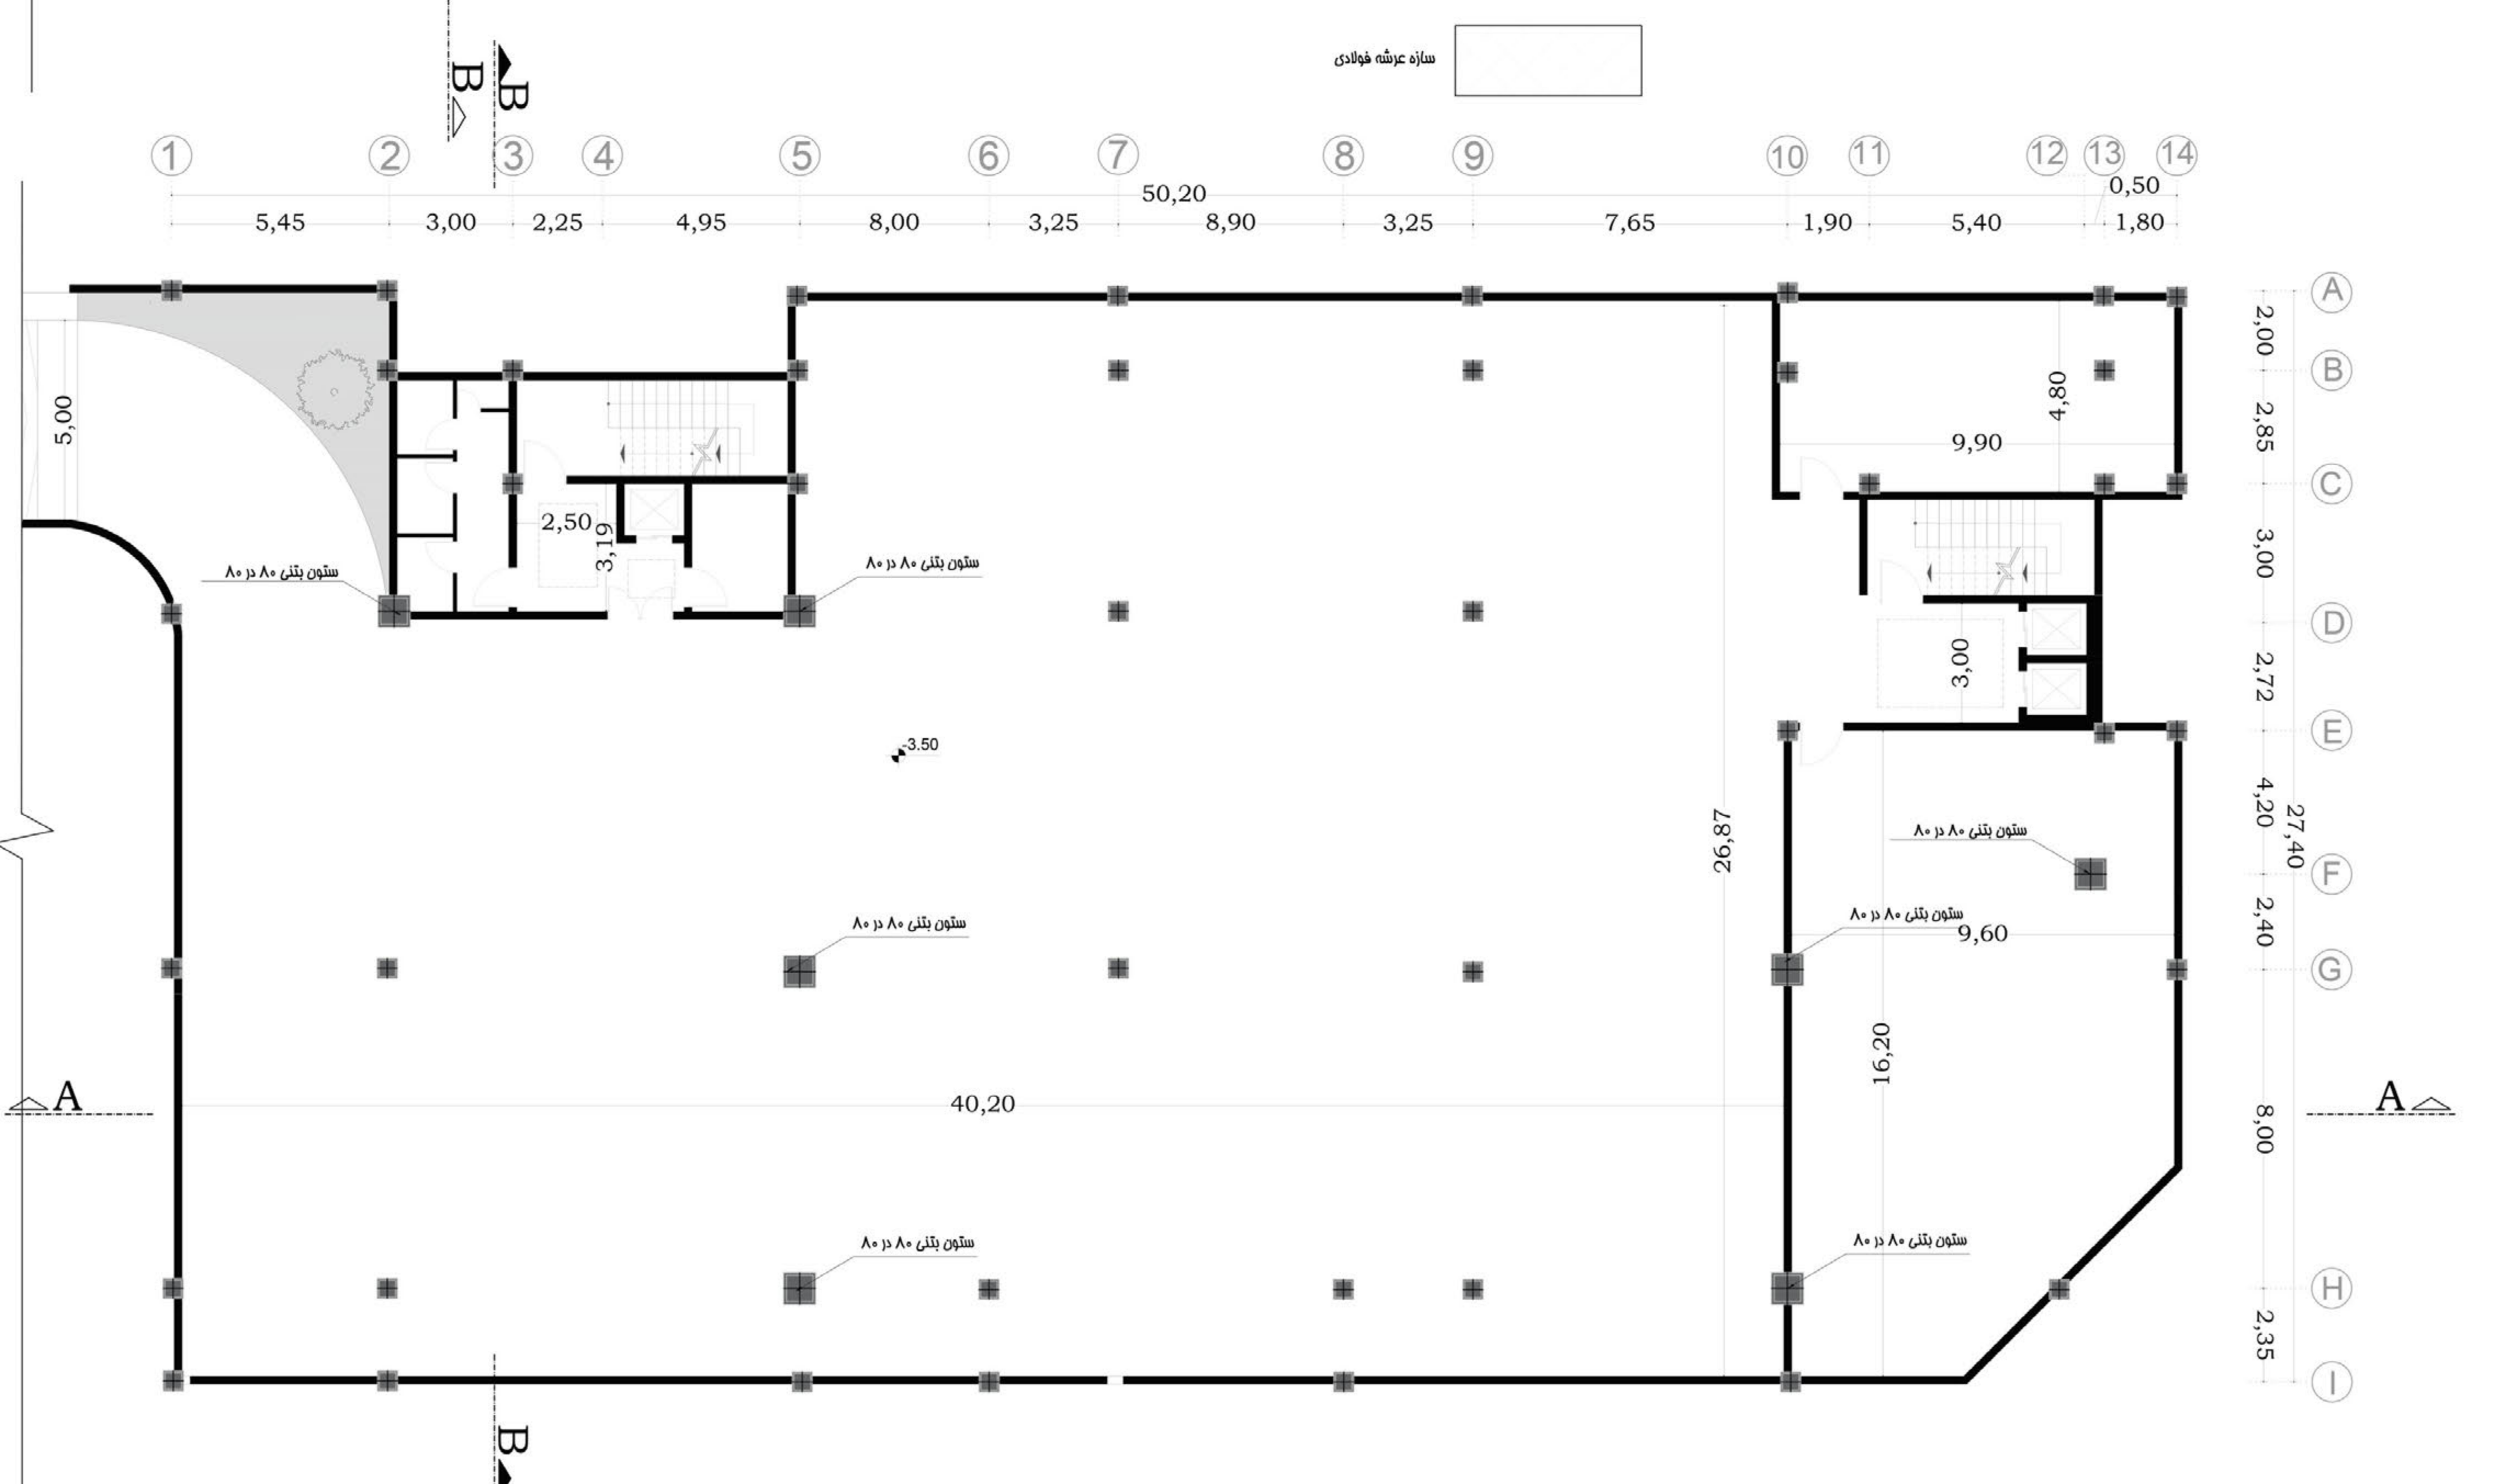 سازه عرشه فولادی
B
B
1
2
3
4
5
6
7
8
9
10
11
12
13
14
50,20
0,50
5,45
3,00
2,25
4,95
8,00
3,25
8,90
3,25
7,65
1,90
5,40
1,80
A
B
C
D
E
F
G
H
I
2,00
2,85
3,00
2,72
4,20
2,40
8,00
2,35
27,40
5,00
4,80
9,90
2,50
3,19
ستون بتنی ۸۰ در ۸۰
ستون بتنی ۸۰ در ۸۰
3,00
-3.50
26,87
ستون بتنی ۸۰ در ۸۰
ستون بتنی ۸۰ در ۸۰
ستون بتنی ۸۰ در ۸۰
9,60
16,20
A
40,20
A
ستون بتنی ۸۰ در ۸۰
ستون بتنی ۸۰ در ۸۰
B